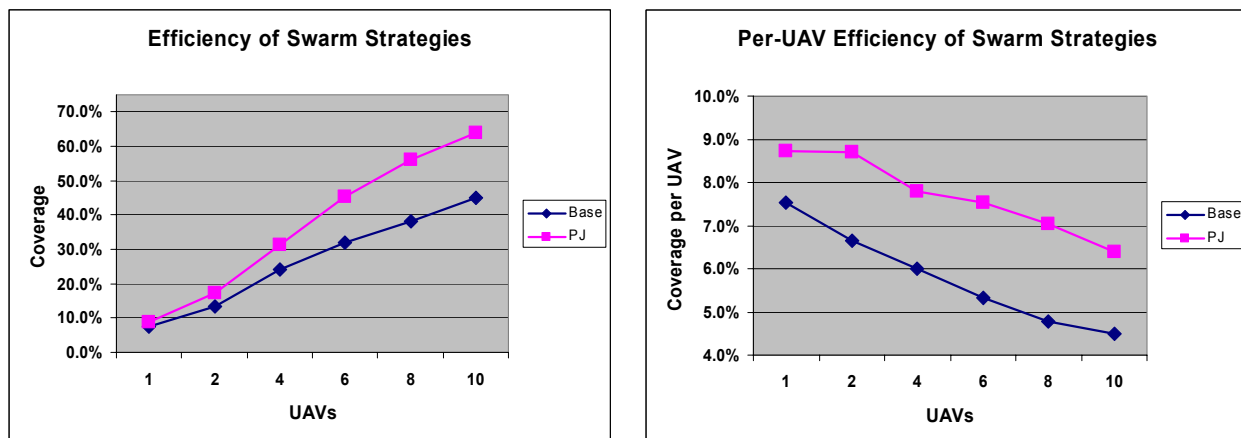 Efficiency of Swarm Strategies
70.0%
60.0%
50.0%
40.0%
30.0%
20.0%
10.0%
0.0%
Coverage
1 2 4 6 8 10
UAVs
Base
PJ
Per-UAV Efficiency of Swarm Strategies
10.0%
9.0%
8.0%
7.0%
6.0%
5.0%
4.0%
Coverage per UAV
1 2 4 6 8 10
UAVs
Base
PJ